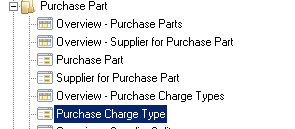 Purchase Part
Overview - Purchase Parts
Overview - Supplier for Purchase Part
Purchase Part
Supplier for Purchase Part
Overview - Purchase Charge Types
Purchase Charge Type